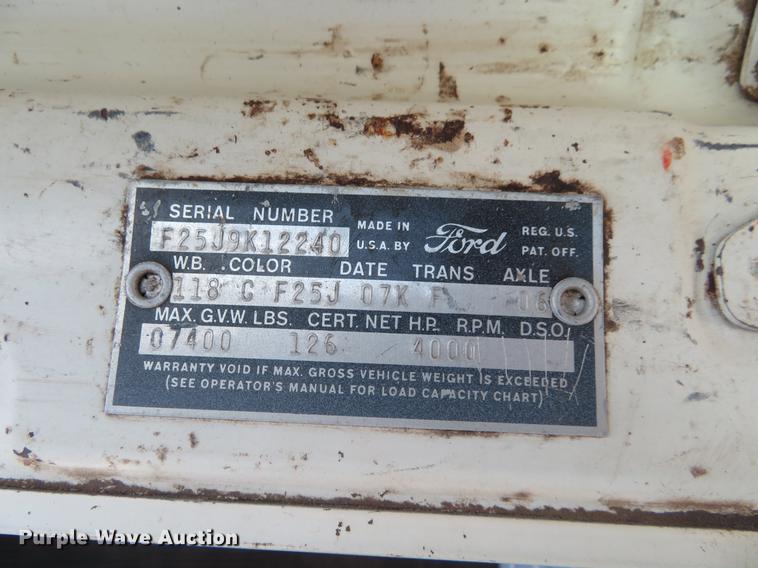 SERIAL NUMBER
F25J9K12240
MADE IN
U.S.A. BY
Ford
REG. U.S.
PAT. OFF.
W.B. COLOR DATE TRANS AXLE
118 C F25J 07K F 06
MAX. G.V.W. LBS. CERT. NET H.P. R.P.M. D.S.O.
07400 126 4000
WARRANTY VOID IF MAX. GROSS VEHICLE WEIGHT IS EXCEEDED
(SEE OPERATOR'S MANUAL FOR LOAD CAPACITY CHART)
Purple Wave Auction